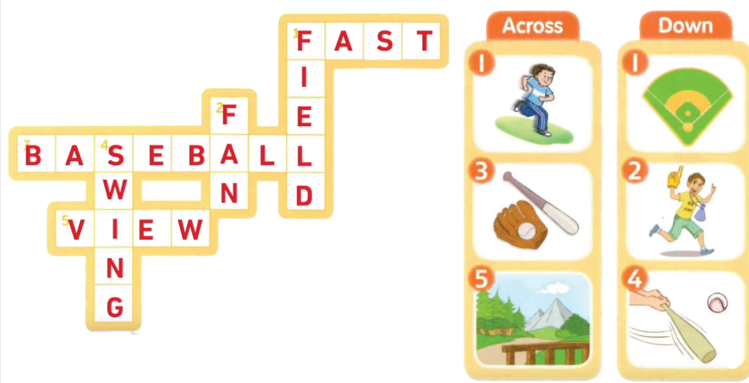 1 F A S T
I
2 F E
3 B A 4 S E B A L L
W N D
5 V I E W
N
G
Across
1
3
5
Down
1
2
4